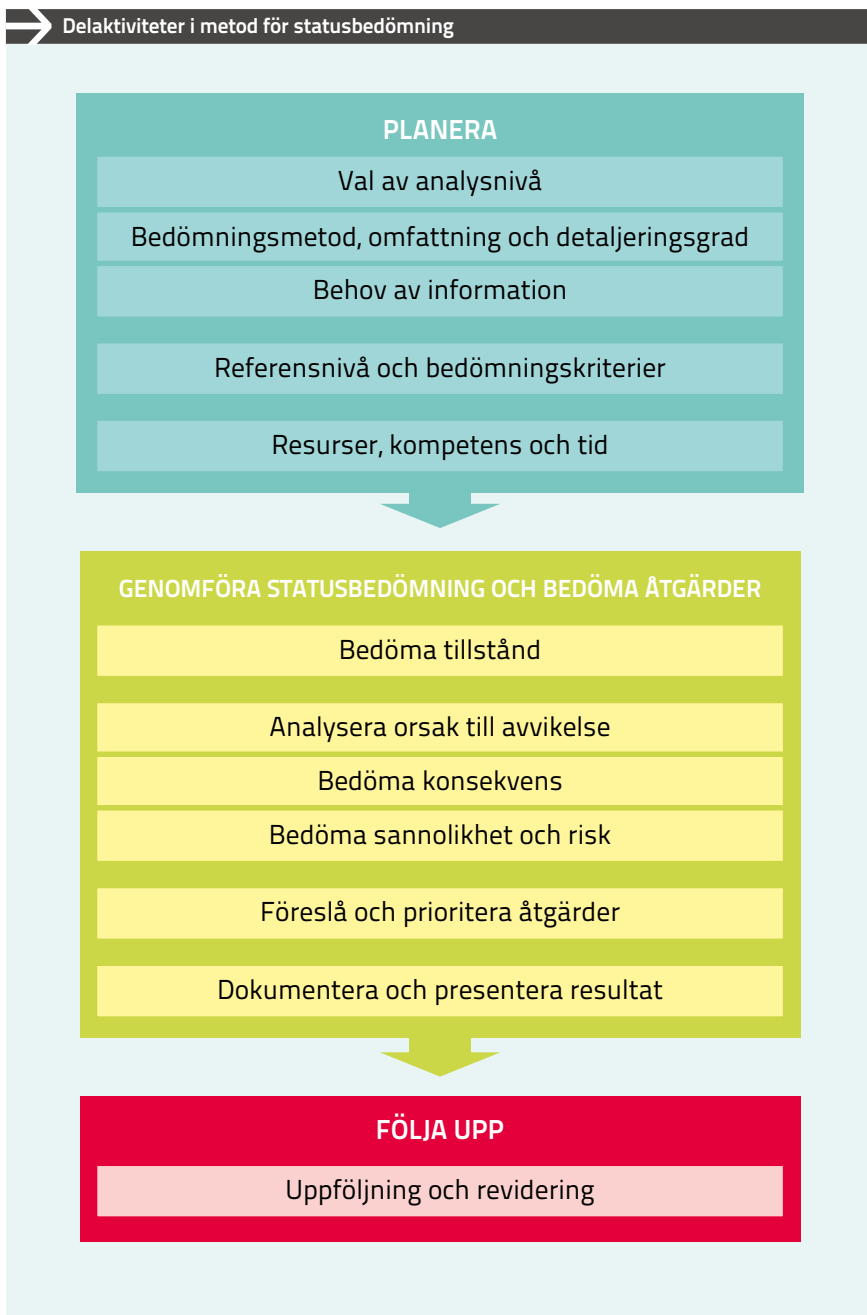 Delaktiviteter i metod för statusbedömning
PLANERA
Val av analysnivå
Bedömningsmetod, omfattning och detaljeringsgrad
Behov av information
Referensnivå och bedömningskriterier
Resurser, kompetens och tid
GENOMFÖRA STATUSBEDÖMNING OCH BEDÖMA ÅTGÄRDER
Bedöma tillstånd
Analysera orsak till avvikelse
Bedöma konsekvens
Bedöma sannolikhet och risk
Föreslå och prioritera åtgärder
Dokumentera och presentera resultat
FÖLJA UPP
Uppföljning och revidering